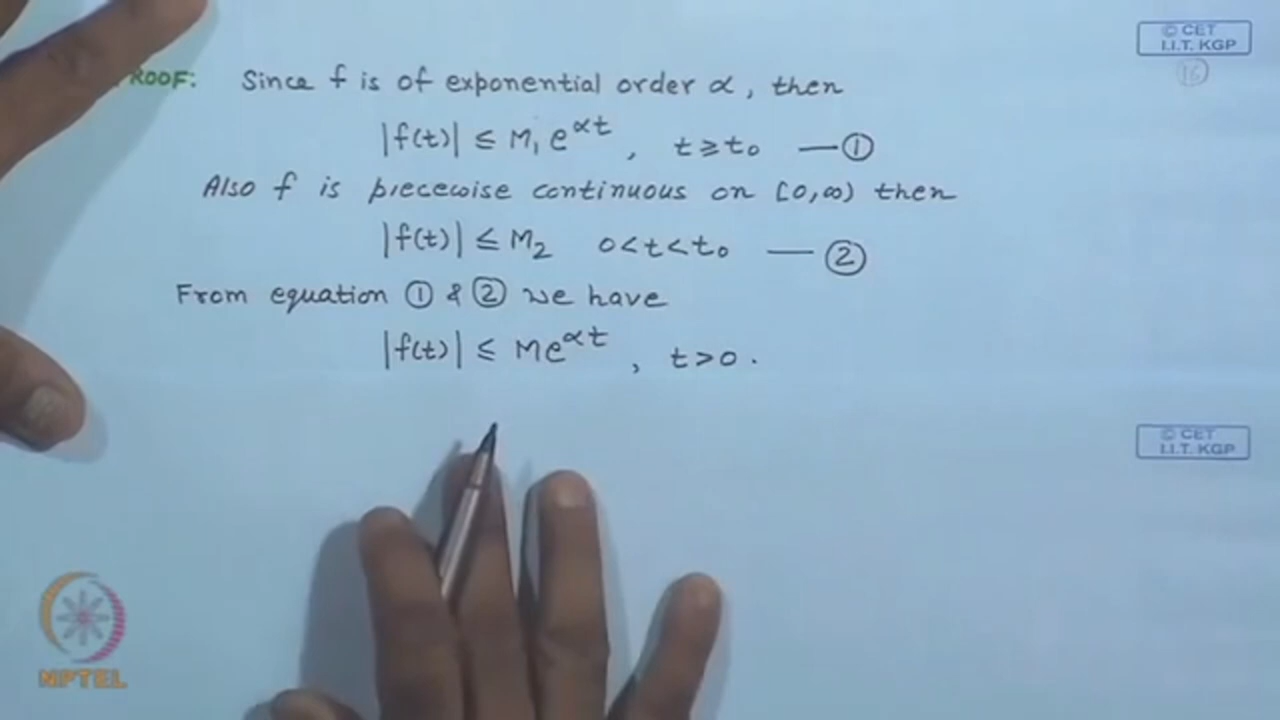 © CET
I.I.T. KGP
16
ROOF: Since f is of exponential order α, then
|f(t)| ≤ M₁ e^{αt}, t ≥ t₀ —①
Also f is piecewise continuous on [0,∞) then
|f(t)| ≤ M₂ 0<t<t₀ —②
From equation ① & ② we have
|f(t)| ≤ Me^{αt}, t>0.
© CET
I.I.T. KGP
NPTEL